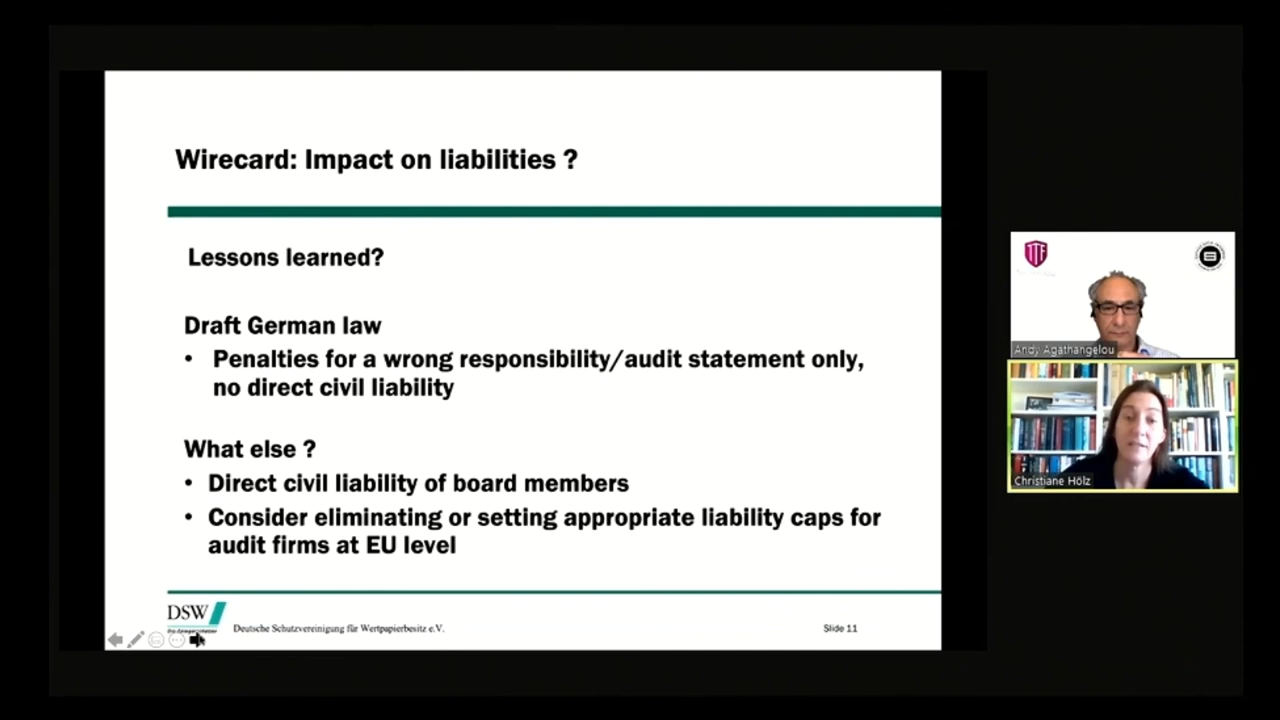 Wirecard: Impact on liabilities ?
Lessons learned?
Draft German law
• Penalties for a wrong responsibility/audit statement only,
no direct civil liability
What else ?
• Direct civil liability of board members
• Consider eliminating or setting appropriate liability caps for
audit firms at EU level
DSW
Deutsche Schutzvereinigung für Wertpapierbesitz e.V.
Slide 11
TTF
Andy Agathangelou
Christiane Hölz